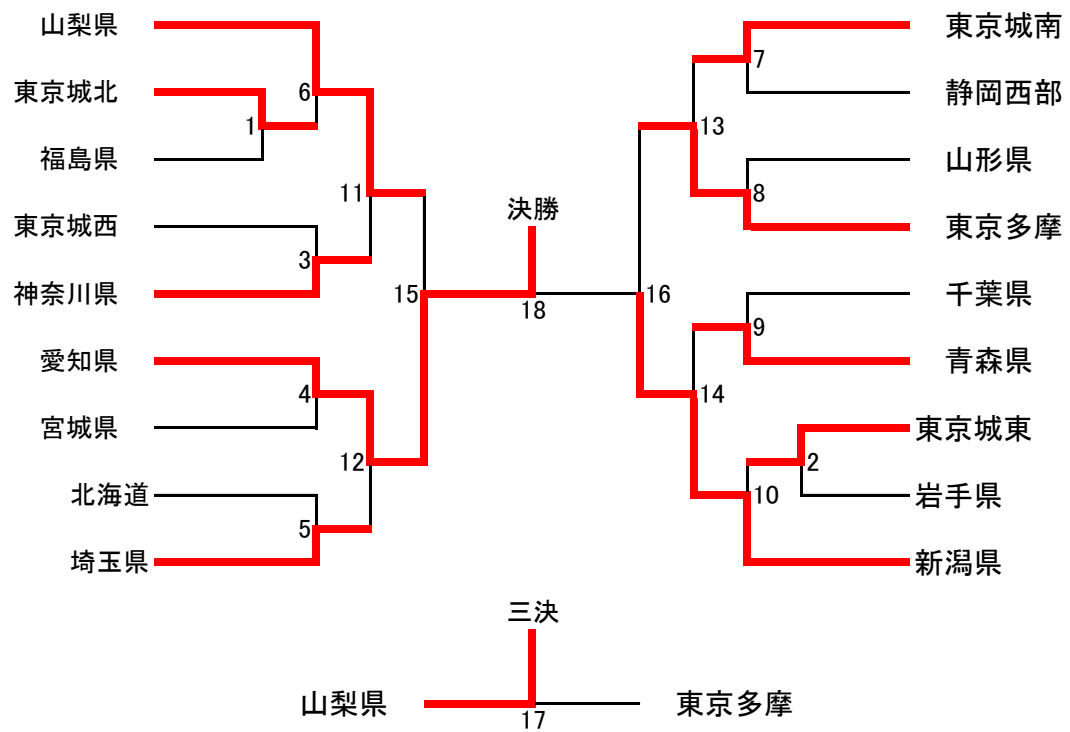 山梨県
東京城南
7
東京城北
6
静岡西部
1
13
福島県
山形県
11
8
東京城西
決勝
東京多摩
3
神奈川県
15
18
16
千葉県
9
愛知県
青森県
4
14
宮城県
東京城東
12
2
北海道
10
岩手県
5
埼玉県
新潟県
三決
山梨県
17
東京多摩